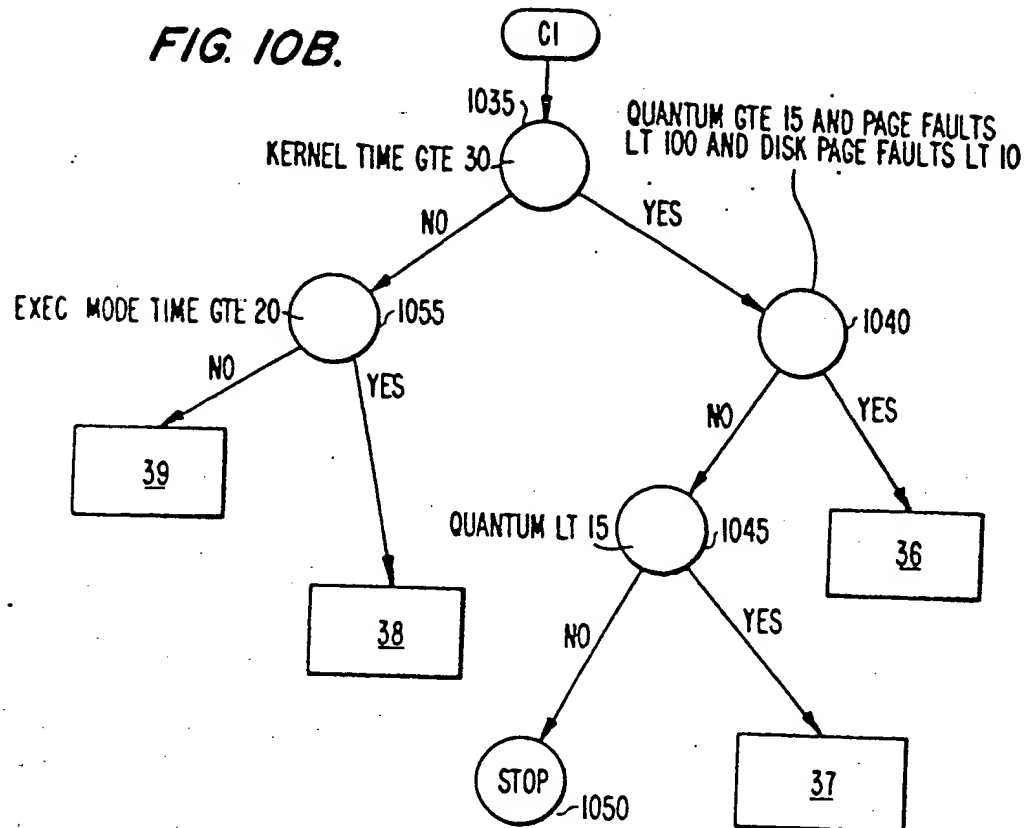 FIG. 10B.
C1
1035
KERNEL TIME GTE 30
QUANTUM GTE 15 AND PAGE FAULTS
LT 100 AND DISK PAGE FAULTS LT 10
NO
YES
EXEC MODE TIME GTE 20
1055
1040
NO
YES
NO
YES
39
QUANTUM LT 15
1045
36
38
NO
YES
STOP
1050
37